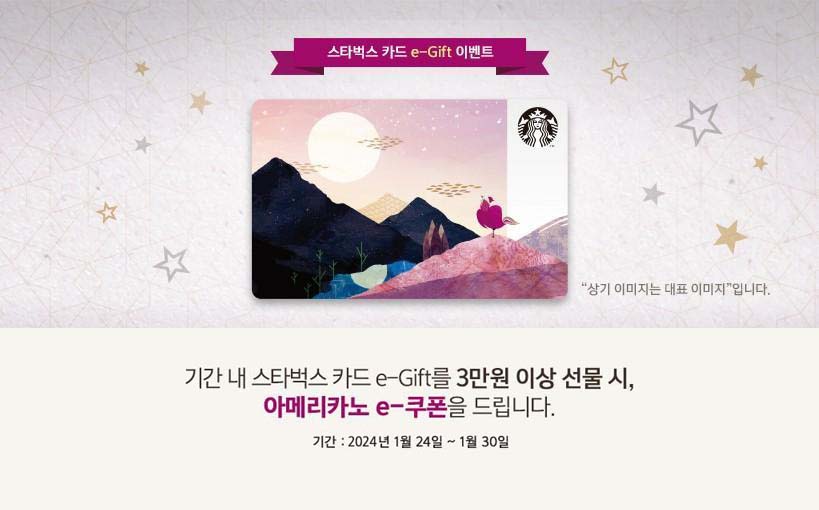 스타벅스 카드 e-Gift 이벤트
“상기 이미지는 대표 이미지”입니다.
기간 내 스타벅스 카드 e-Gift를 3만원 이상 선물 시,
아메리카노 e-쿠폰을 드립니다.
기간 : 2024년 1월 24일 ~ 1월 30일